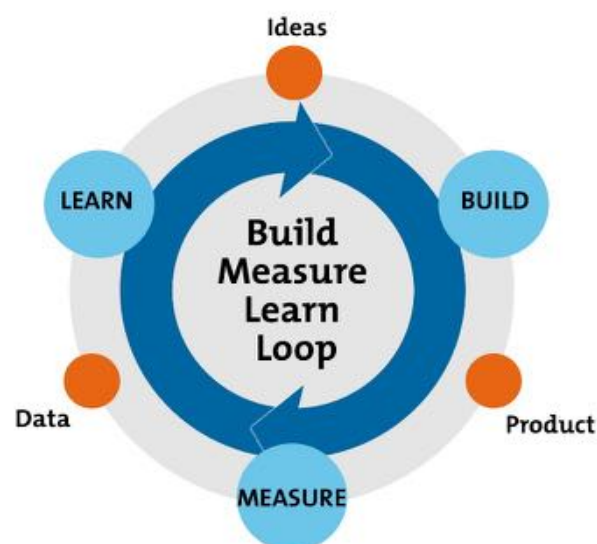 Ideas
LEARN
BUILD
Build
Measure
Learn
Loop
Data
Product
MEASURE